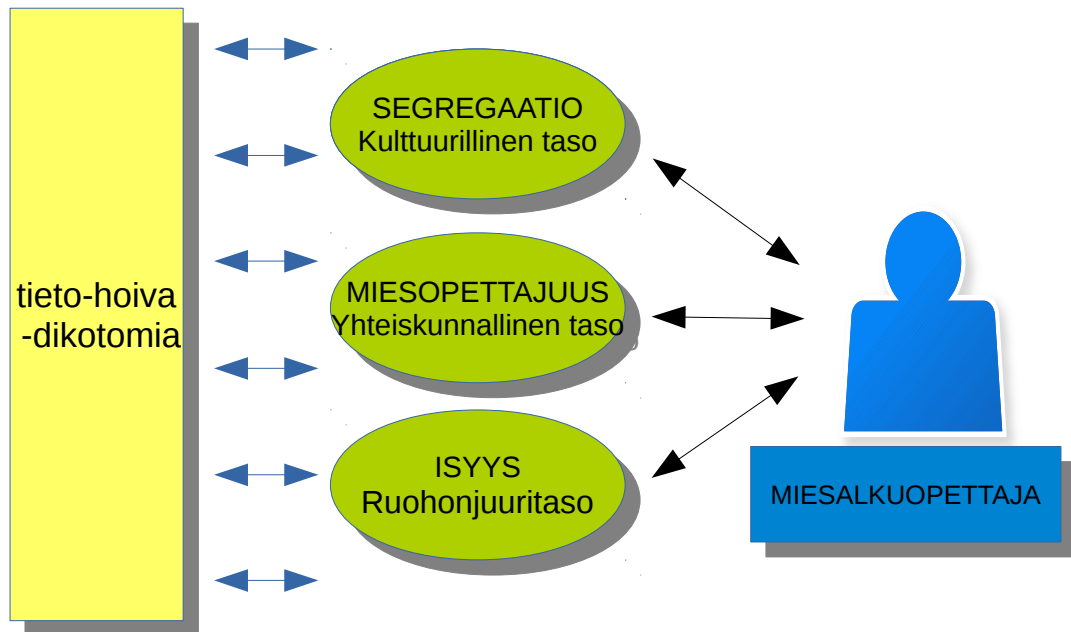 tieto-hoiva
-dikotomia
SEGREGAATIO
Kulttuurillinen taso
MIESOPETTAJUUS
Yhteiskunnallinen taso
ISYYS
Ruohonjuuritaso
MIESALKUOPETTAJA